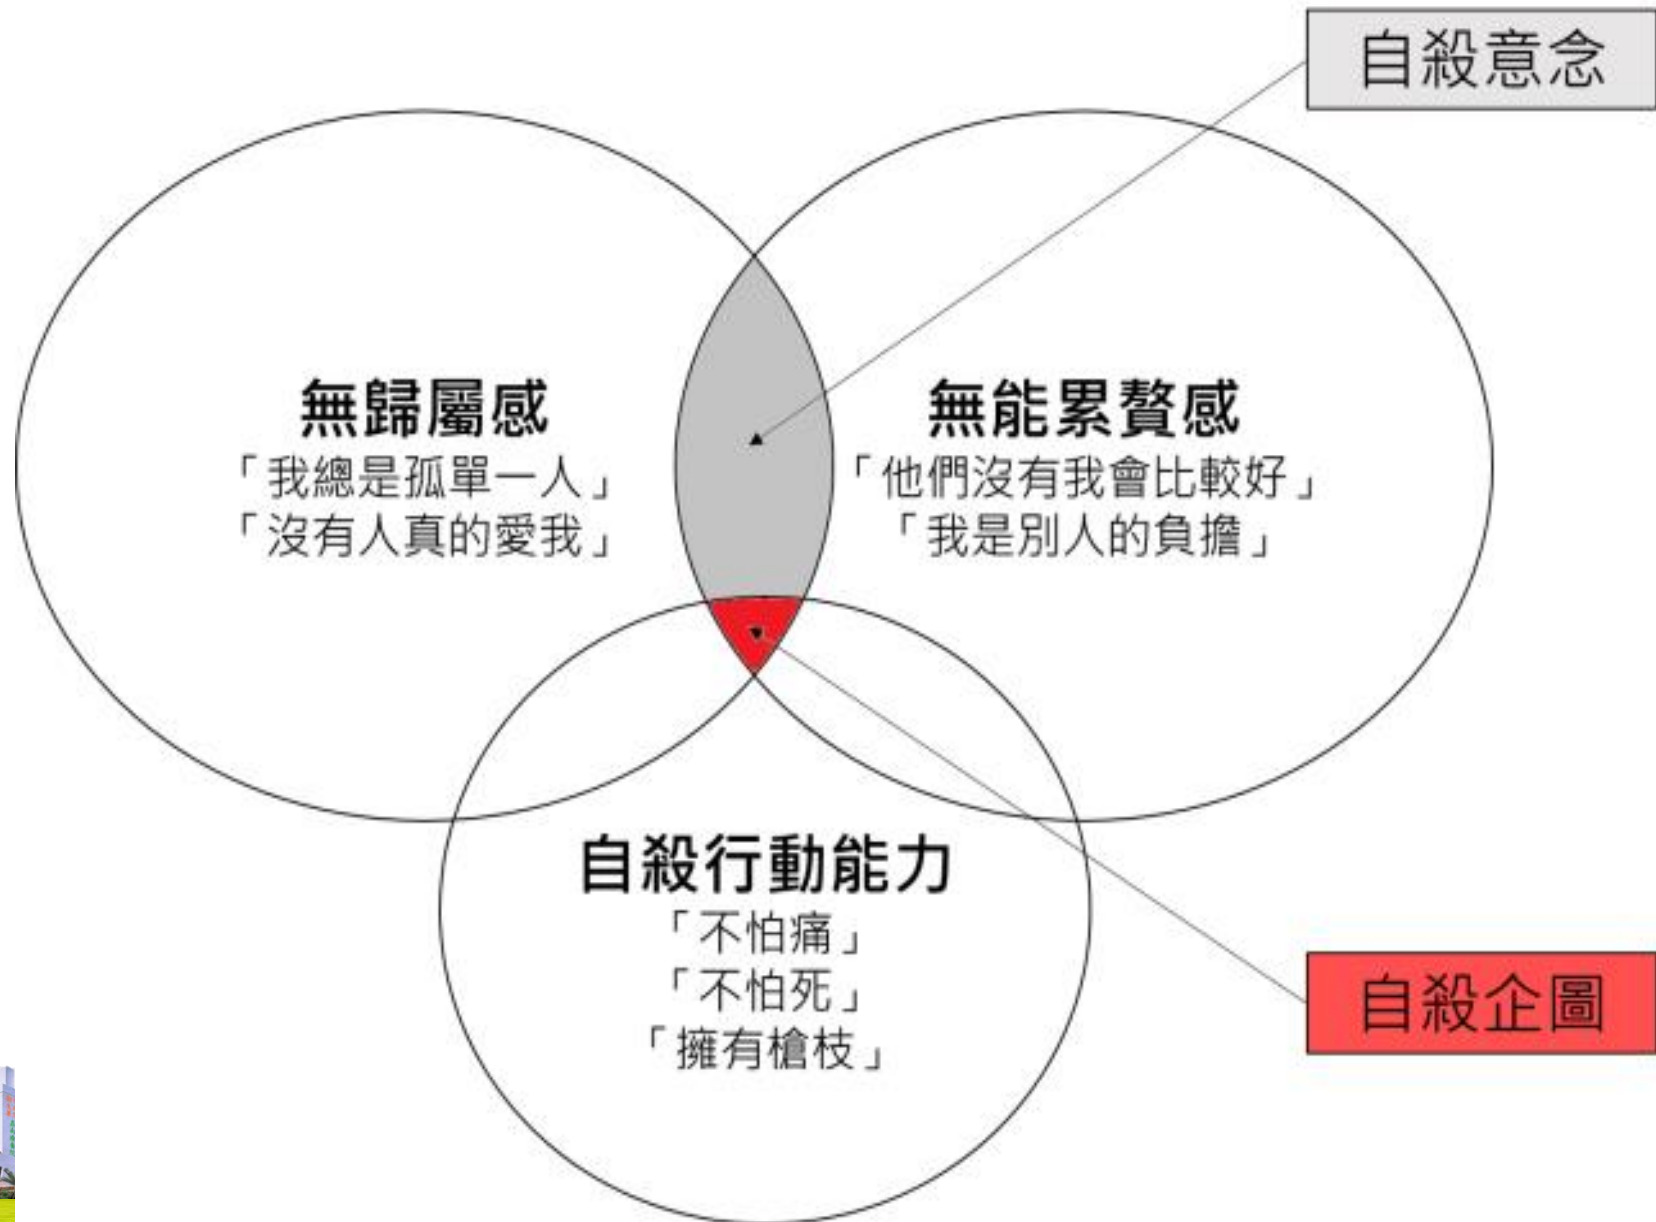 自殺意念
無歸屬感
「我總是孤單一人」
「沒有人真的愛我」
無能累贅感
「他們沒有我會比較好」
「我是別人的負擔」
自殺行動能力
「不怕痛」
「不怕死」
「擁有槍枝」
自殺企圖